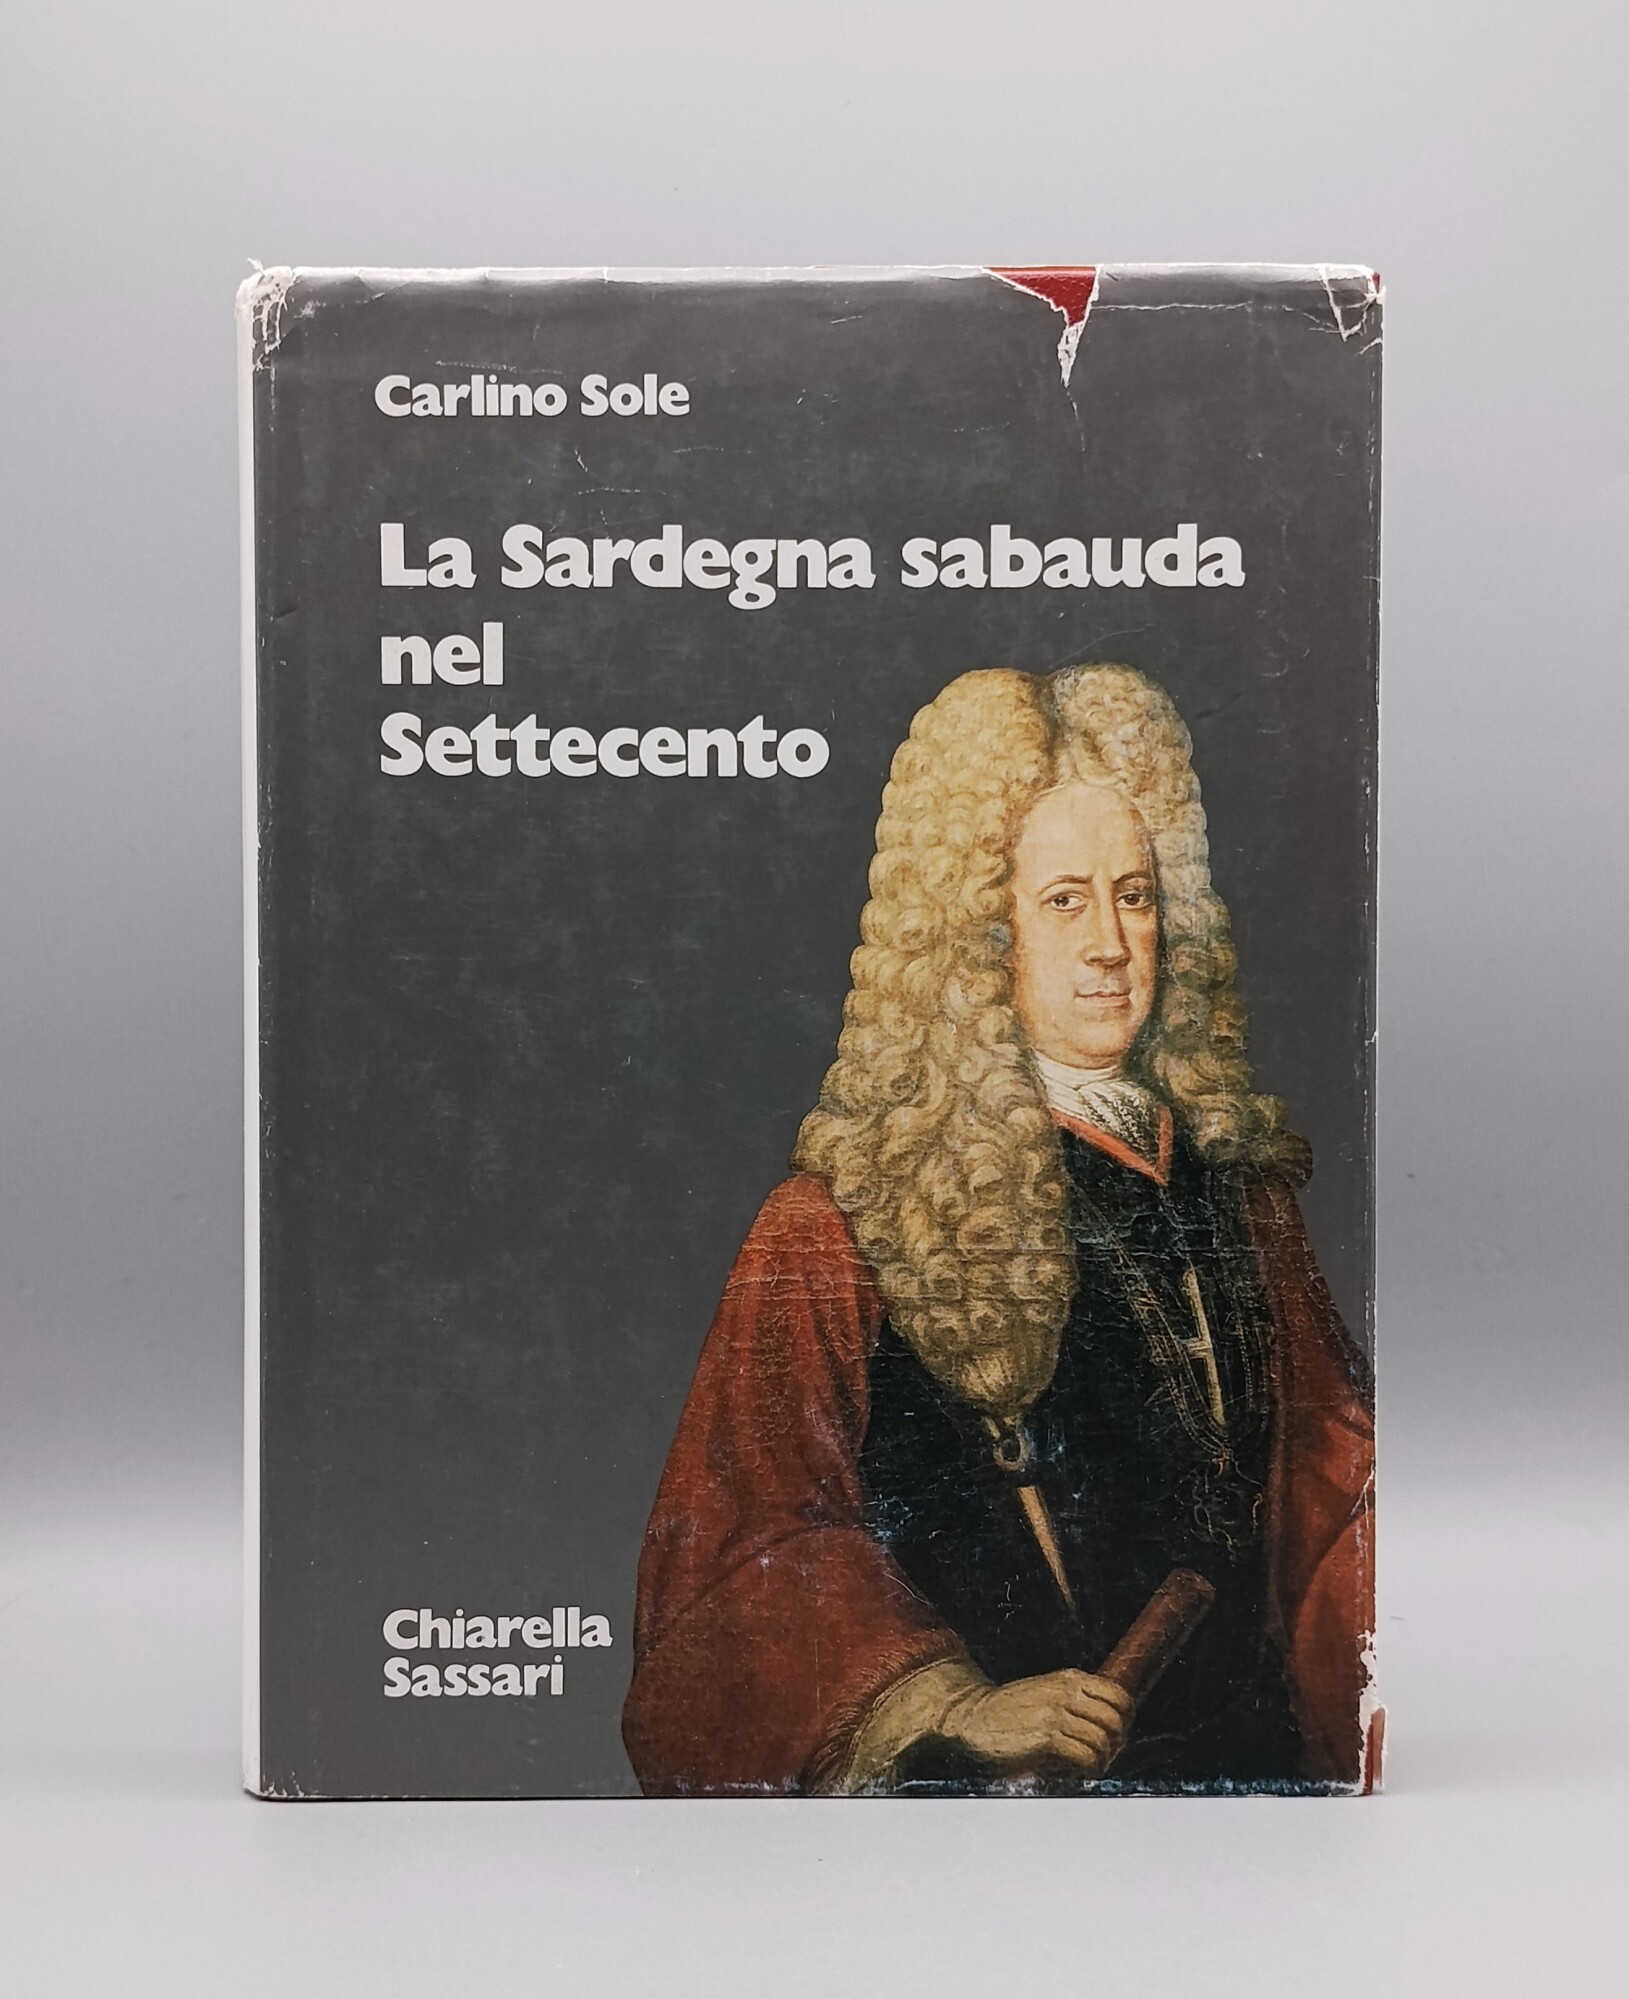 Carlino Sole
La Sardegna sabauda
nel
Settecento
Chiarella
Sassari